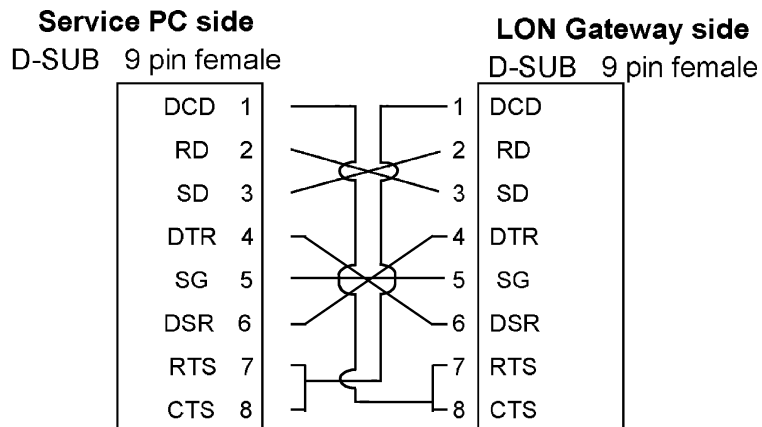 Service PC side
LON Gateway side
D-SUB 9 pin female
D-SUB 9 pin female
DCD 1
1 DCD
RD 2
2 RD
SD 3
3 SD
DTR 4
4 DTR
SG 5
5 SG
DSR 6
6 DSR
RTS 7
7 RTS
CTS 8
8 CTS